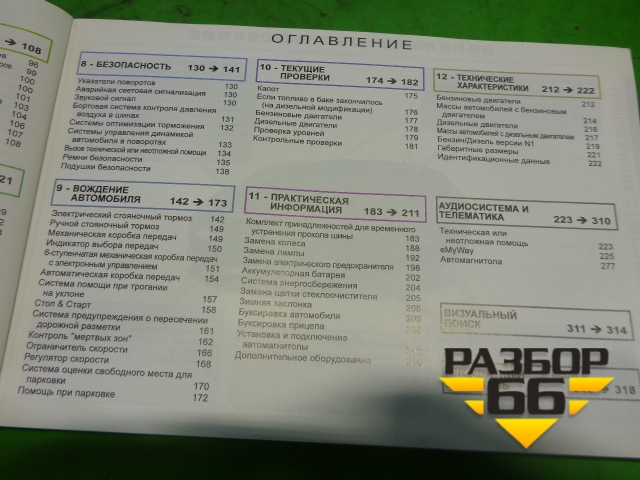 ОГЛАВЛЕНИЕ
➔ 108
96
99
100
101
103
104
106
107
108
21
8 - БЕЗОПАСНОСТЬ 130 ➔ 141
Указатели поворотов 130
Аварийная световая сигнализация 130
Звуковой сигнал 130
Бортовая система контроля давления
воздуха в шинах 131
Системы оптимизации торможения 132
Системы управления динамикой
автомобиля в поворотах 133
Вызов технической или неотложной помощи 134
Ремни безопасности 135
Подушки безопасности 138
9 - ВОЖДЕНИЕ
АВТОМОБИЛЯ 142 ➔ 173
Электрический стояночный тормоз 142
Ручной стояночный тормоз 149
Механическая коробка передач 149
Индикатор выбора передач 150
6-ступенчатая механическая коробка передач
с электронным управлением 151
Автоматическая коробка передач 154
Система помощи при трогании
на уклоне 157
Стоп & Старт 158
Система предупреждения о пересечении
дорожной разметки 161
Контроль "мертвых зон" 162
Ограничитель скорости 166
Регулятор скорости 168
Система оценки свободного места для
парковки 170
Помощь при парковке 172
10 - ТЕКУЩИЕ
ПРОВЕРКИ 174 ➔ 182
Капот 175
Если топливо в баке закончилось
(на дизельной модификации) 176
Бензиновые двигатели 177
Дизельные двигатели 178
Проверка уровней 179
Контрольные проверки 181
11 - ПРАКТИЧЕСКАЯ
ИНФОРМАЦИЯ 183 ➔ 211
Комплект принадлежностей для временного
устранения прокола шины 183
Замена колеса 188
Замена лампы 192
Замена электрического предохранителя 198
Аккумуляторная батарея 202
Система энергосбережения 204
Замена щетки стеклоочистителя 205
Зимняя заслонка 205
Буксировка автомобиля
Буксировка прицепа
Установка и подключение
автомагнитолы
Дополнительное оборудование
12 - ТЕХНИЧЕСКИЕ
ХАРАКТЕРИСТИКИ 212 ➔ 222
Бензиновые двигатели 212
Массы автомобилей с бензиновым
двигателем 214
Дизельные двигатели 216
Массы автомобилей с дизельным двигателем 217
Бензин/Дизель версии N1 219
Габаритные размеры 221
Идентификационные данные 222
АУДИОСИСТЕМА И
ТЕЛЕМАТИКА 223 ➔ 310
Техническая или
неотложная помощь 223
eMyWay 225
Автомагнитола 277
ВИЗУАЛЬНЫЙ
ПОИСК 311 ➔ 314
318
РАЗБОР
66